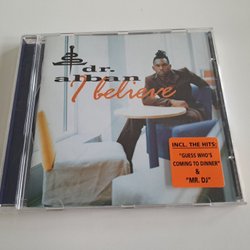 dr.
alban
I believe
INCL. THE HITS:
"GUESS WHO'S
COMING TO DINNER"
&
"MR. DJ"